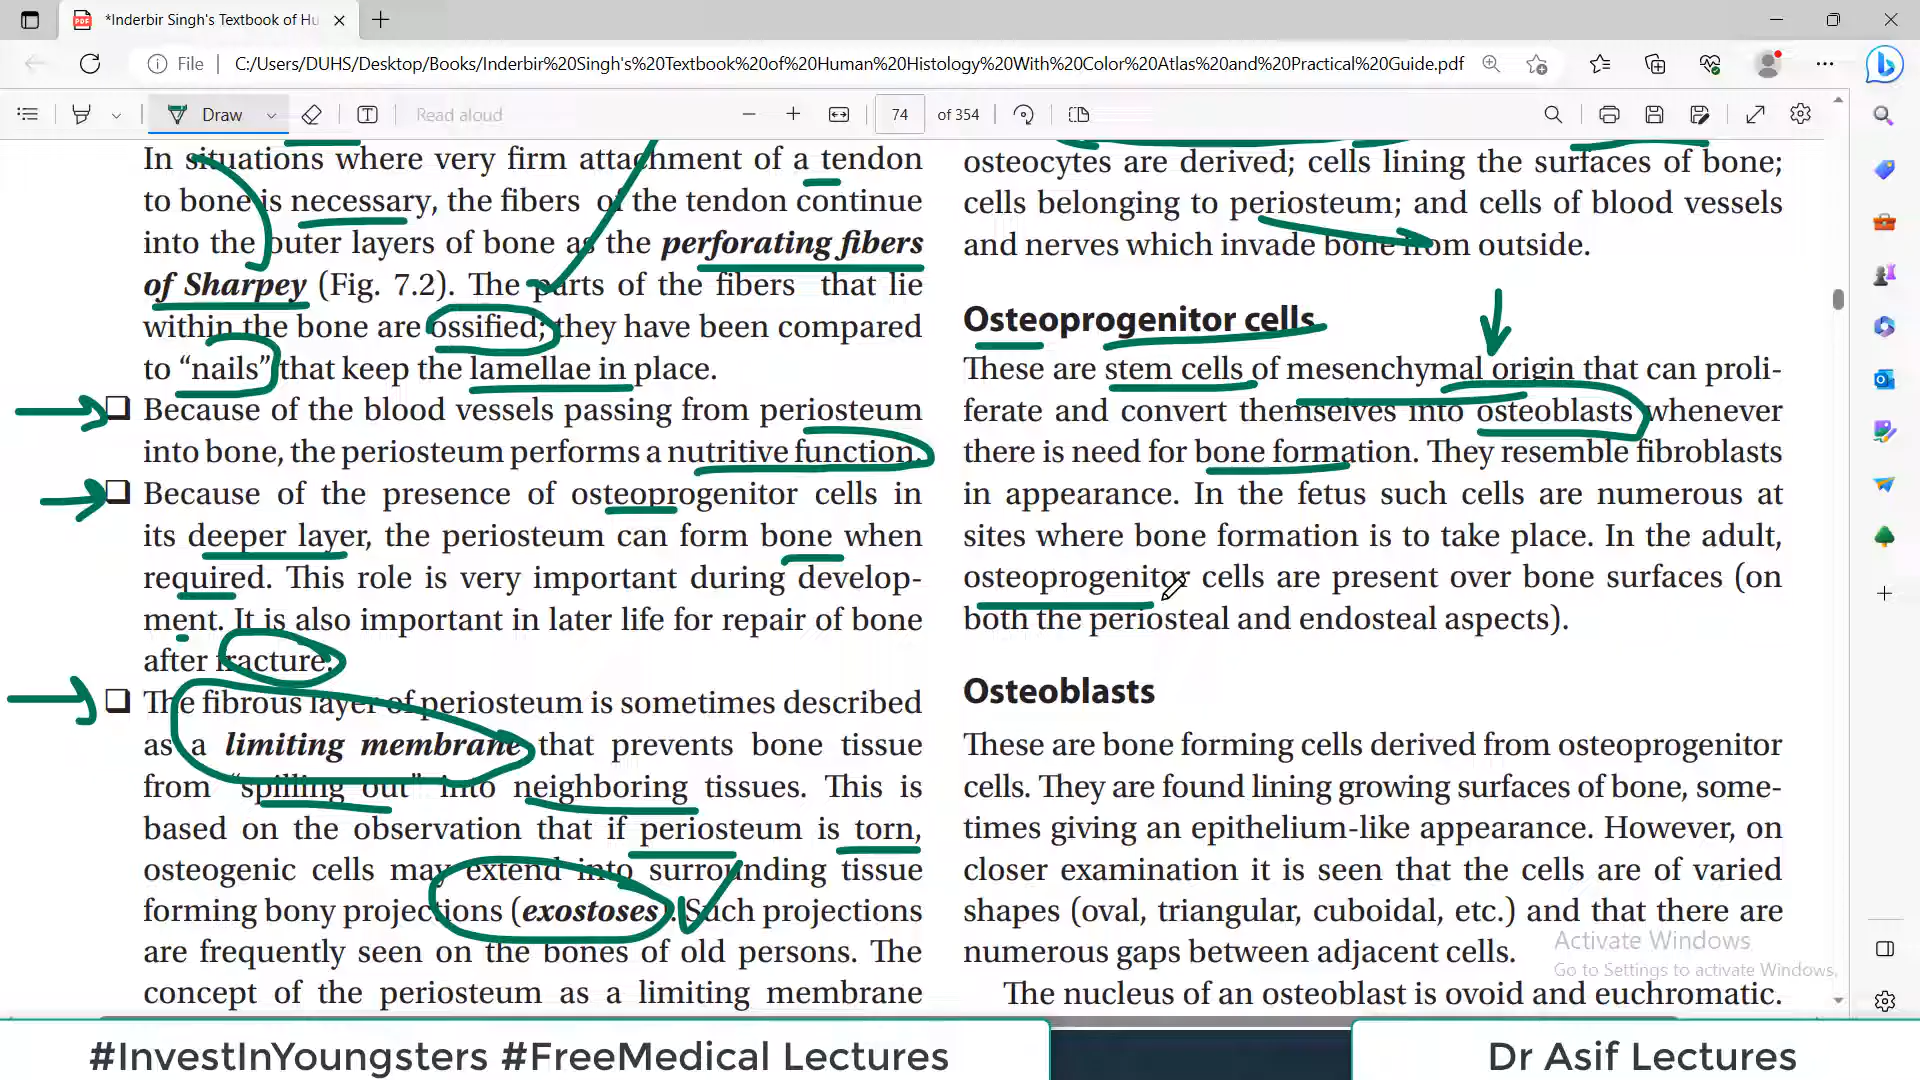 *Inderbir Singh's Textbook of Hu
File
C:/Users/DUHS/Desktop/Books/Inderbir%20Singh's%20Textbook%20of%20Human%20Histology%20With%20Color%20Atlas%20and%20Practical%20Guide.pdf
Draw
Read aloud
74
of 354
In situations where very firm attachment of a tendon
to bone is necessary, the fibers of the tendon continue
into the outer layers of bone as the perforating fibers
of Sharpey (Fig. 7.2). The parts of the fibers that lie
within the bone are ossified; they have been compared
to “nails” that keep the lamellae in place.
❑ Because of the blood vessels passing from periosteum
into bone, the periosteum performs a nutritive function.
❑ Because of the presence of osteoprogenitor cells in
its deeper layer, the periosteum can form bone when
required. This role is very important during develop-
ment. It is also important in later life for repair of bone
after fracture.
❑ The fibrous layer of periosteum is sometimes described
as a limiting membrane that prevents bone tissue
from “spilling out” into neighboring tissues. This is
based on the observation that if periosteum is torn,
osteogenic cells may extend into surrounding tissue
forming bony projections (exostoses). Such projections
are frequently seen on the bones of old persons. The
concept of the periosteum as a limiting membrane
osteocytes are derived; cells lining the surfaces of bone;
cells belonging to periosteum; and cells of blood vessels
and nerves which invade bone from outside.
Osteoprogenitor cells
These are stem cells of mesenchymal origin that can proli-
ferate and convert themselves into osteoblasts whenever
there is need for bone formation. They resemble fibroblasts
in appearance. In the fetus such cells are numerous at
sites where bone formation is to take place. In the adult,
osteoprogenitor cells are present over bone surfaces (on
both the periosteal and endosteal aspects).
Osteoblasts
These are bone forming cells derived from osteoprogenitor
cells. They are found lining growing surfaces of bone, some-
times giving an epithelium-like appearance. However, on
closer examination it is seen that the cells are of varied
shapes (oval, triangular, cuboidal, etc.) and that there are
numerous gaps between adjacent cells.
The nucleus of an osteoblast is ovoid and euchromatic.
Activate Windows
Go to Settings to activate Windows.
#InvestInYoungsters #FreeMedical Lectures
Dr Asif Lectures